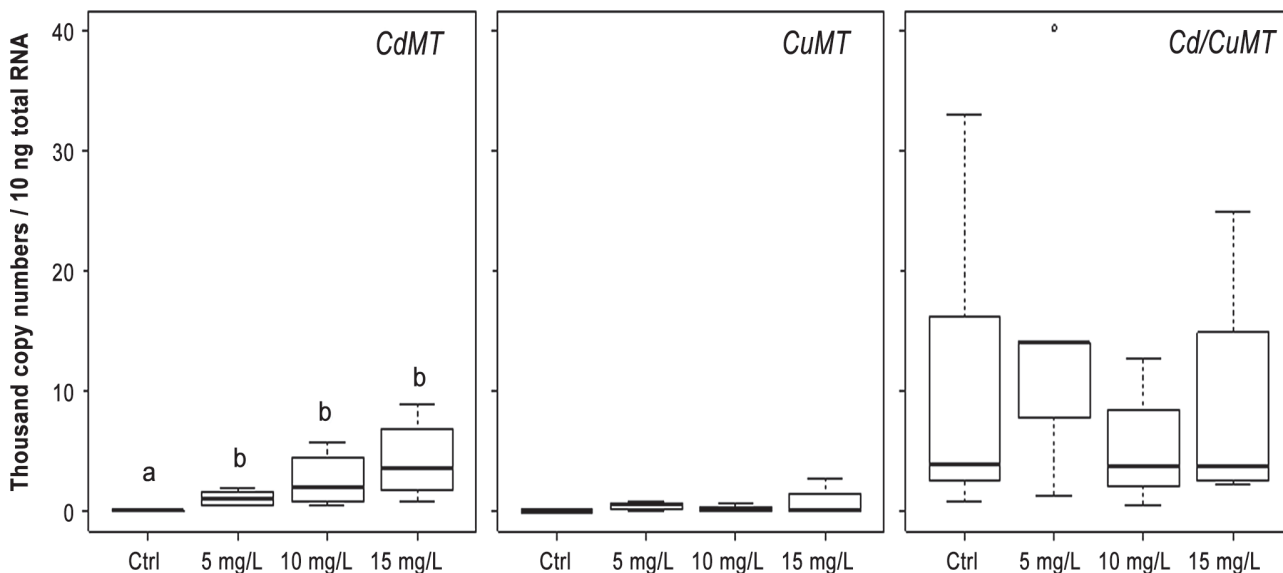 Thousand copy numbers / 10 ng total RNA
40
30
20
10
0
CdMT
a
b
b
b
Ctrl 5 mg/L 10 mg/L 15 mg/L
CuMT
Ctrl 5 mg/L 10 mg/L 15 mg/L
Cd/CuMT
Ctrl 5 mg/L 10 mg/L 15 mg/L